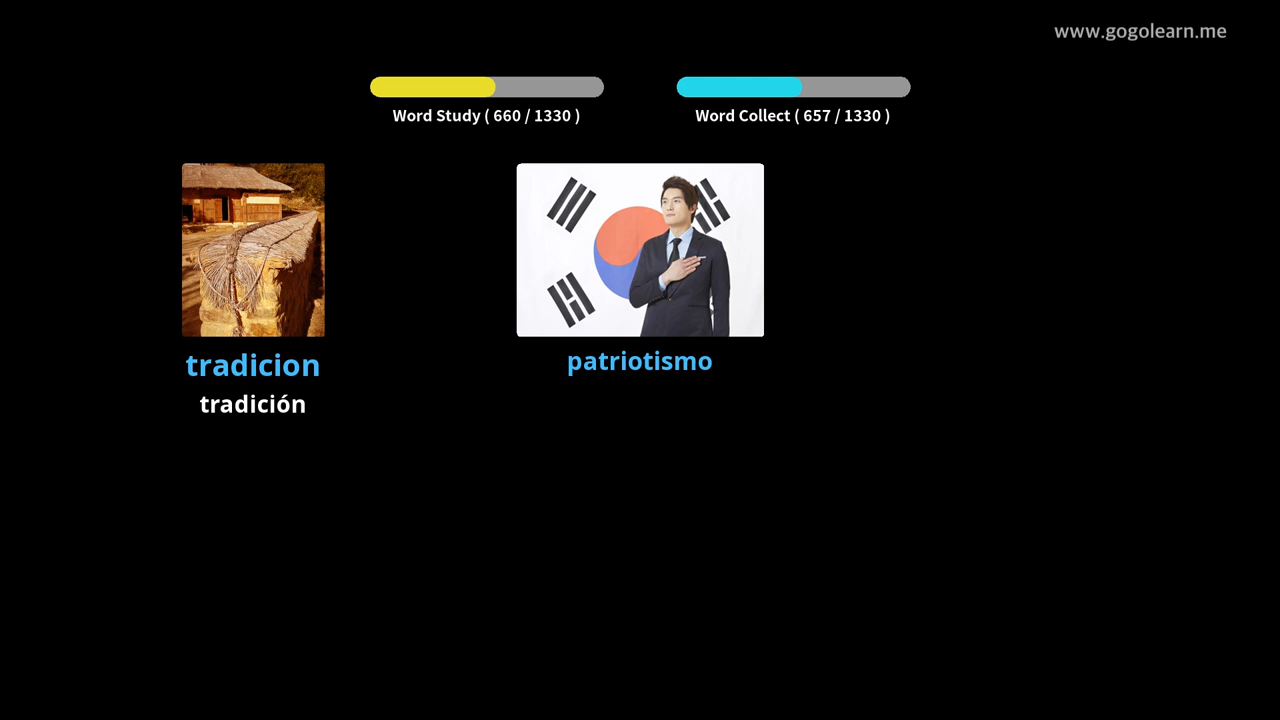 www.gogolearn.me
Word Study ( 660 / 1330 )
Word Collect ( 657 / 1330 )
tradicion
tradición
patriotismo